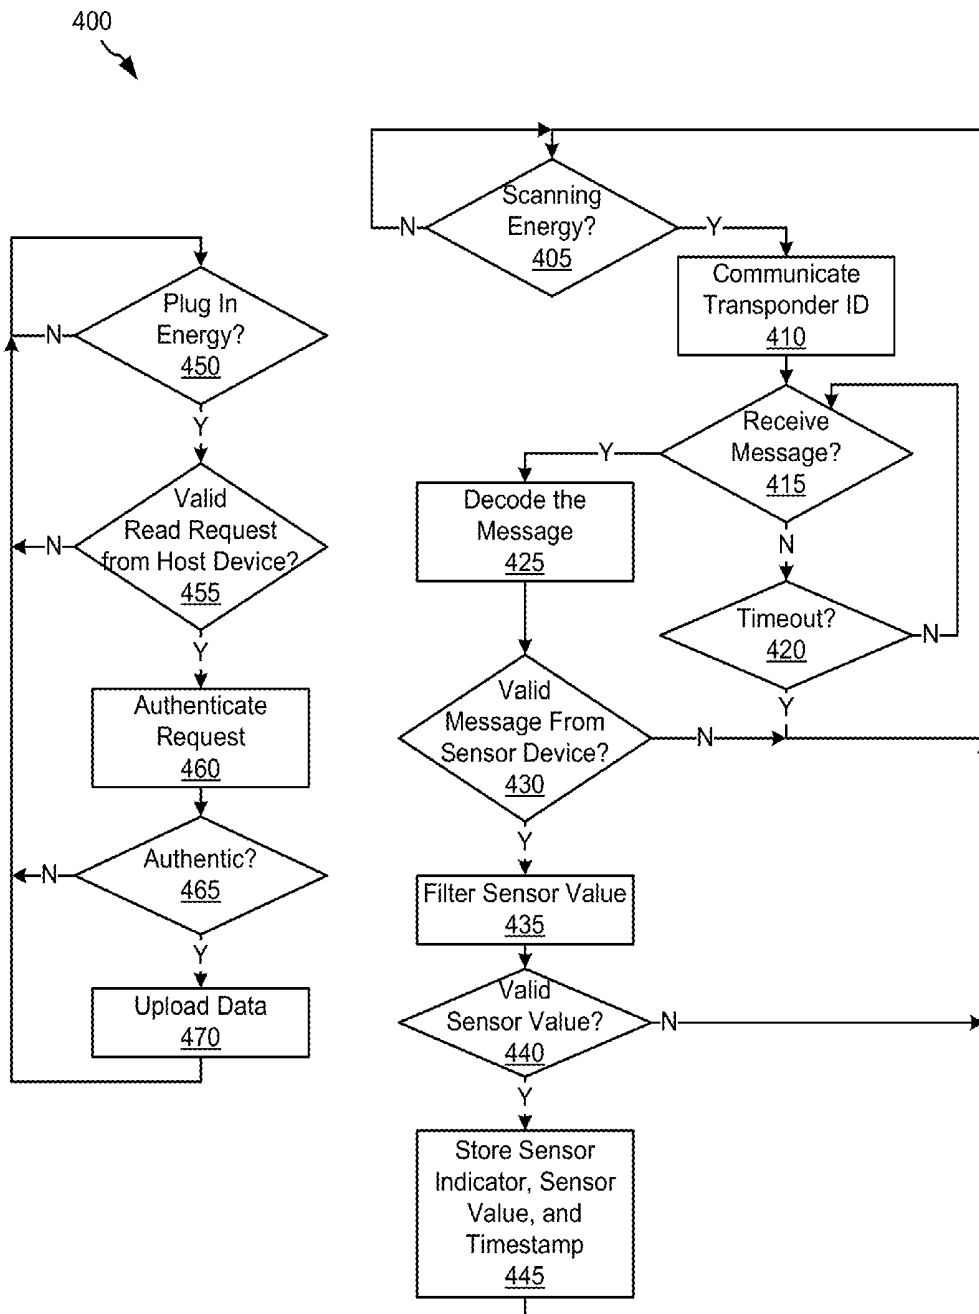 400
Scanning
Energy?
405
N
Y
Communicate
Transponder ID
410
Receive
Message?
415
Y
N
Timeout?
420
N
Y
Decode the
Message
425
Valid
Message From
Sensor Device?
430
N
Y
Filter Sensor Value
435
Valid
Sensor Value?
440
N
Y
Store Sensor
Indicator, Sensor
Value, and
Timestamp
445
Plug In
Energy?
450
N
Y
Valid
Read Request
from Host Device?
455
N
Y
Authenticate
Request
460
Authentic?
465
N
Y
Upload Data
470